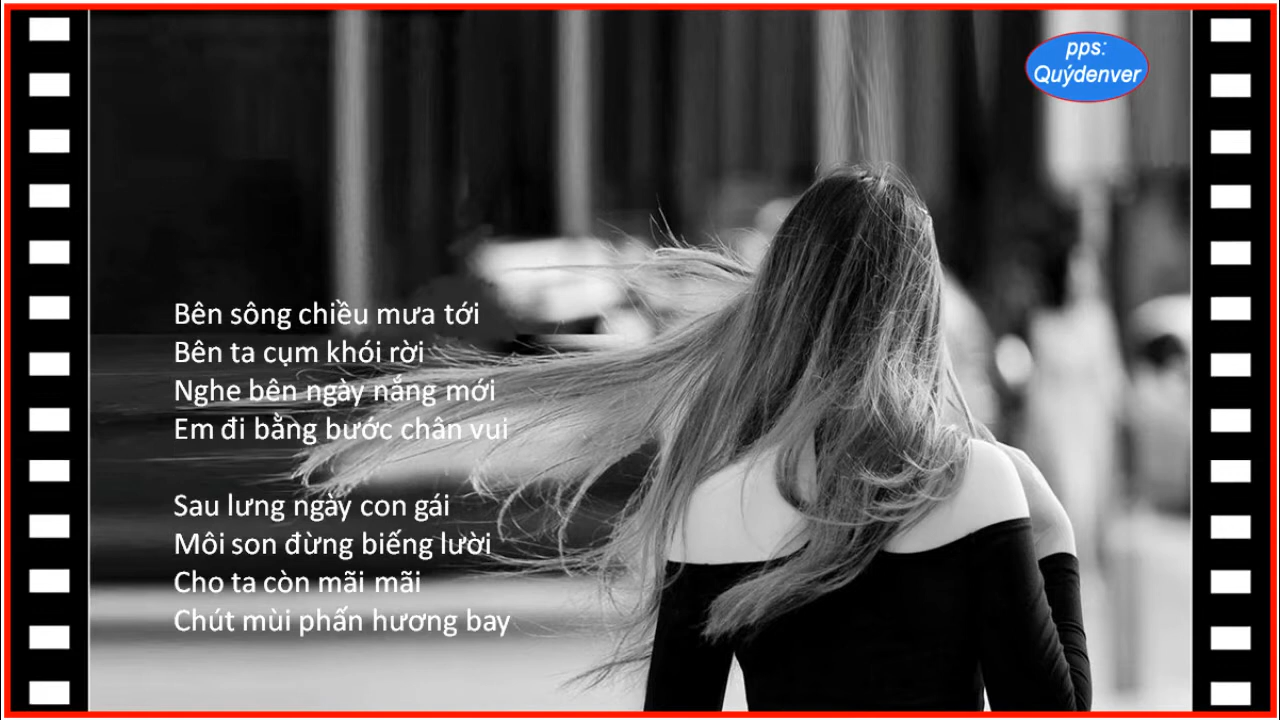 pps:
Quýdenver
Bên sông chiều mưa tới
Bên ta cụm khói rời
Nghe bên ngày nắng mới
Em đi bằng bước chân vui
Sau lưng ngày con gái
Môi son đừng biếng lười
Cho ta còn mãi mãi
Chút mùi phấn hương bay